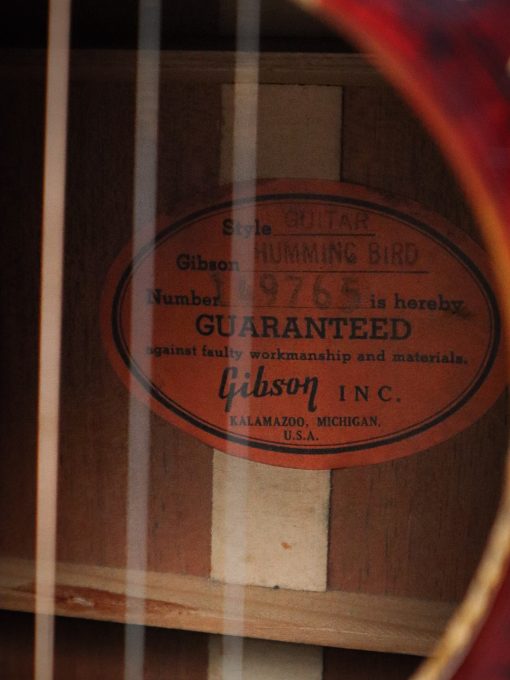 Style GUITAR
Gibson HUMMING BIRD
Number 149765 is hereby
GUARANTEED
against faulty workmanship and materials.
Gibson INC.
KALAMAZOO, MICHIGAN,
U.S.A.